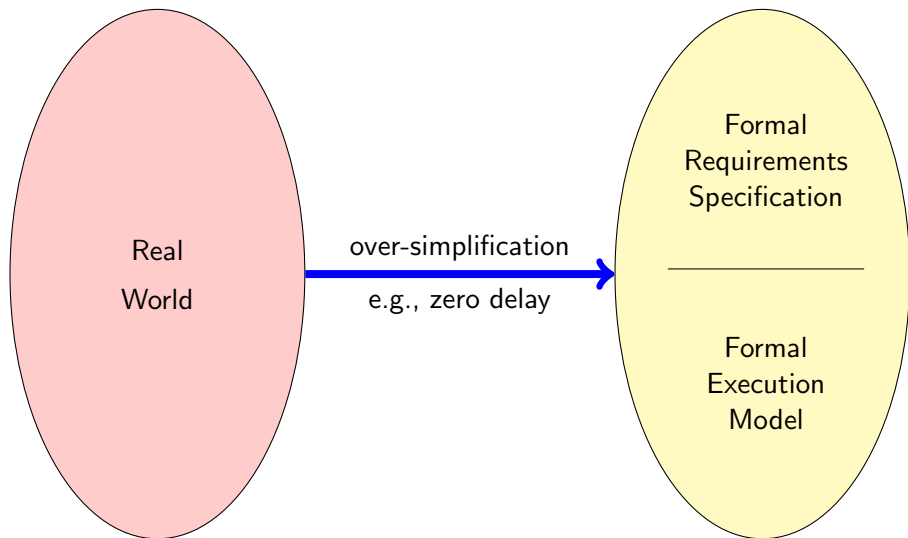 Real
World
over-simplification
e.g., zero delay
Formal
Requirements
Specification
Formal
Execution
Model